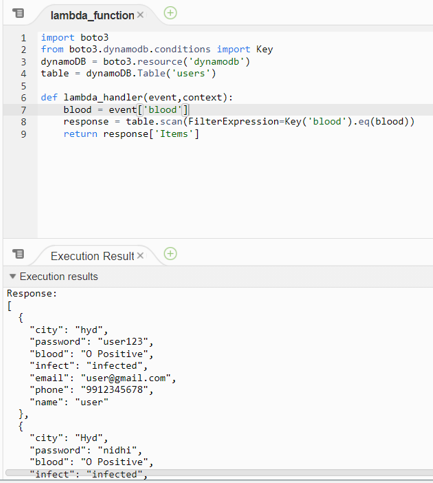 lambda_function
1 import boto3
2 from boto3.dynamodb.conditions import Key
3 dynamoDB = boto3.resource('dynamodb')
4 table = dynamoDB.Table('users')
5
6 def lambda_handler(event,context):
7     blood = event['blood']
8     response = table.scan(FilterExpression=Key('blood').eq(blood))
9     return response['Items']
Execution Result
Execution results
Response:
[
  {
    "city": "hyd",
    "password": "user123",
    "blood": "O Positive",
    "infect": "infected",
    "email": "user@gmail.com",
    "phone": "9912345678",
    "name": "user"
  },
  {
    "city": "Hyd",
    "password": "nidhi",
    "blood": "O Positive",
    "infect": "infected",